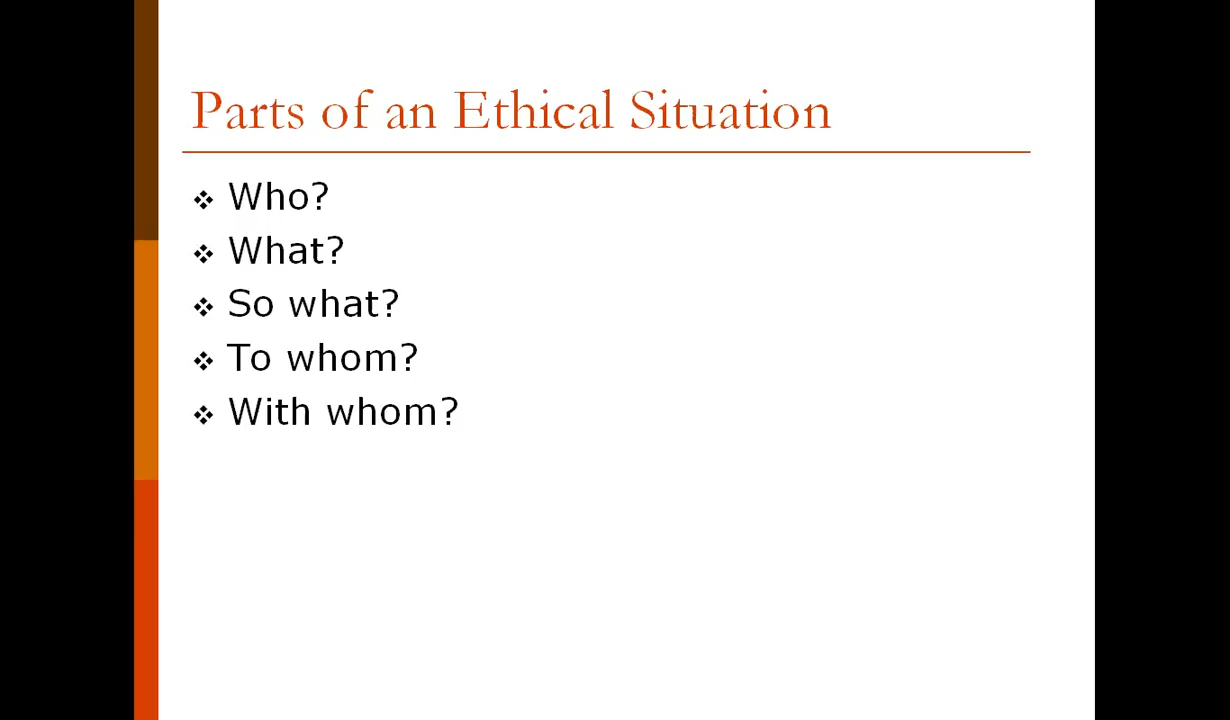 Parts of an Ethical Situation
Who?
What?
So what?
To whom?
With whom?